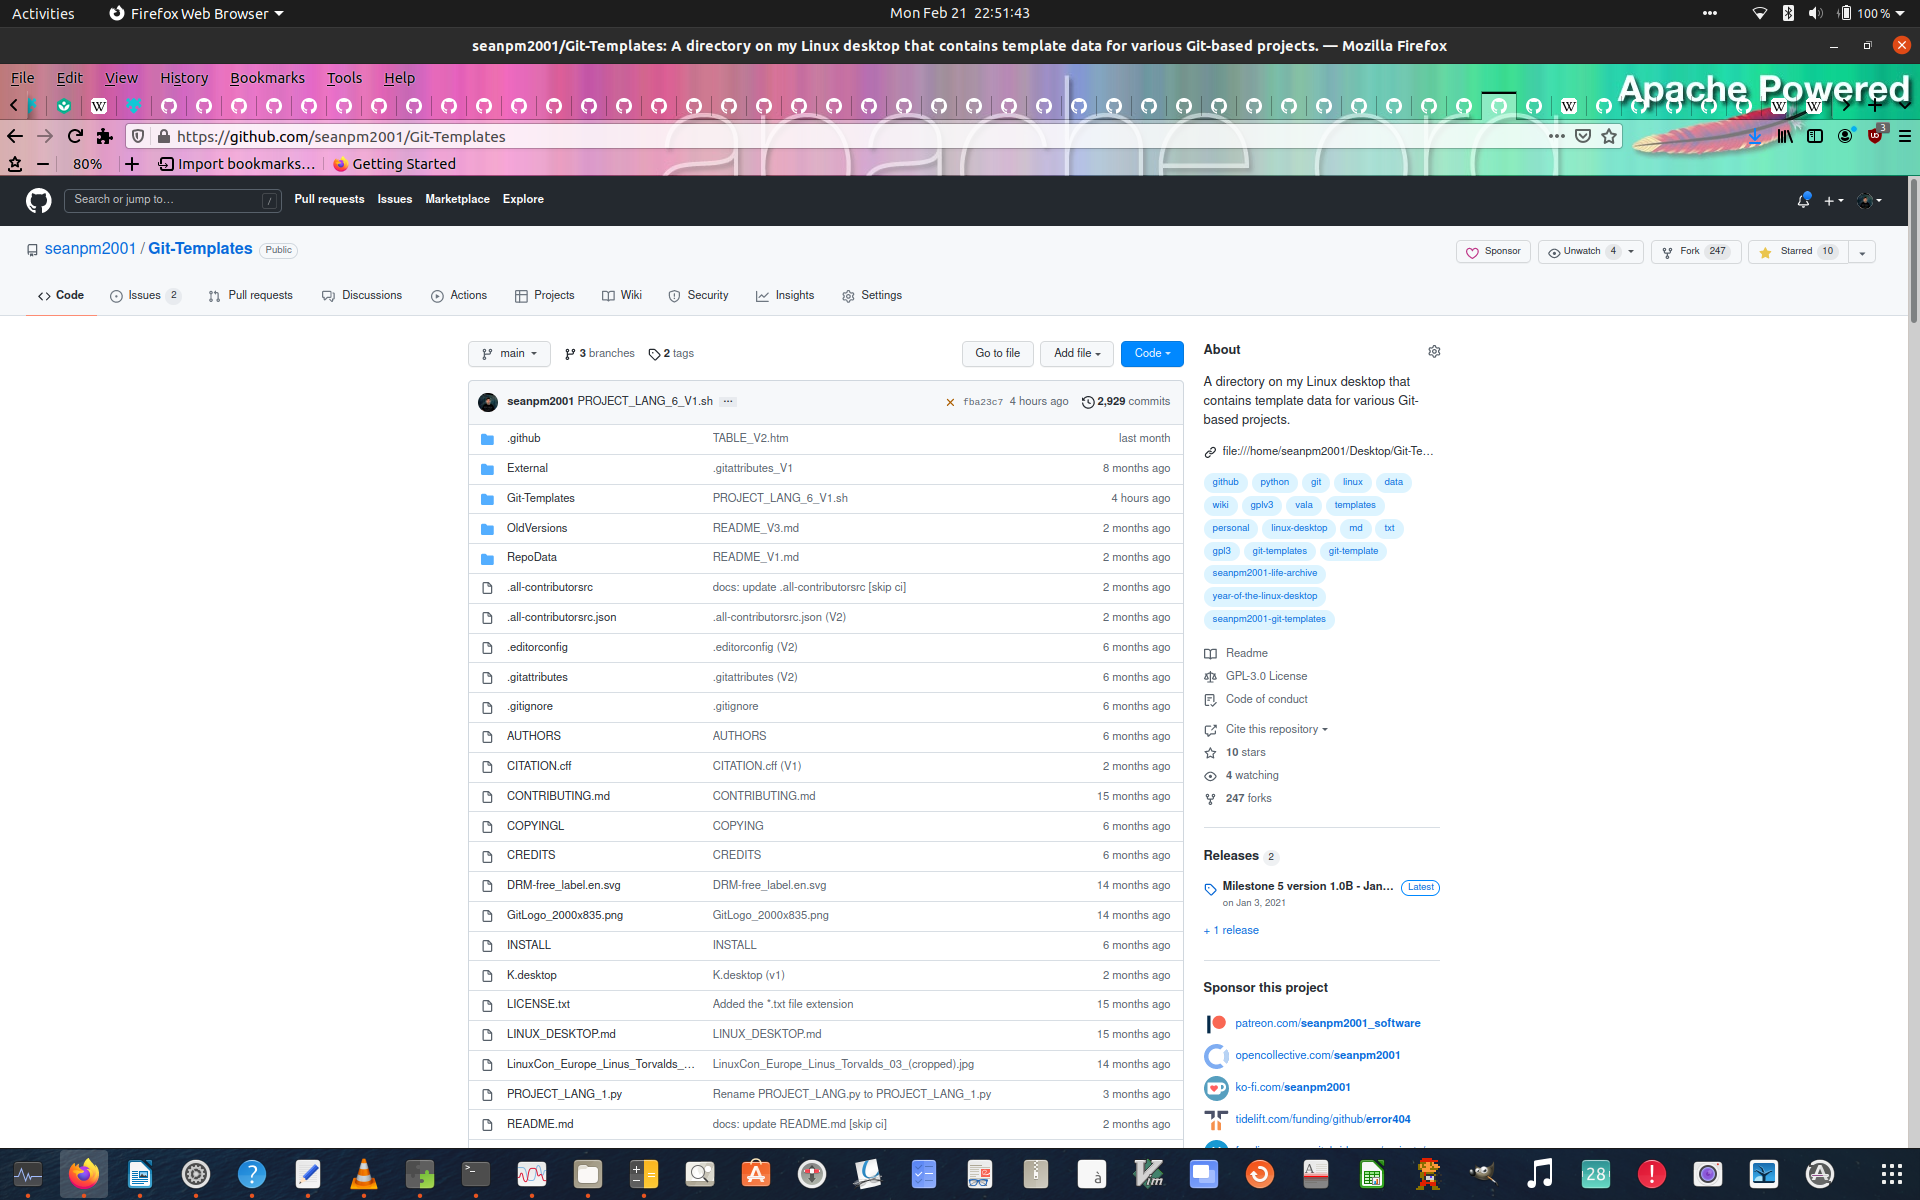 Activities Firefox Web Browser Mon Feb 21 22:51:43 100 %
seanpm2001/Git-Templates: A directory on my Linux desktop that contains template data for various Git-based projects. — Mozilla Firefox
File Edit View History Bookmarks Tools Help
Apache Powered
https://github.com/seanpm2001/Git-Templates
3
80% Import bookmarks… Getting Started
Search or jump to… / Pull requests Issues Marketplace Explore
seanpm2001 / Git-Templates Public Sponsor Unwatch 4 Fork 247 Starred 10
Code Issues 2 Pull requests Discussions Actions Projects Wiki Security Insights Settings
main 3 branches 2 tags Go to file Add file Code
seanpm2001 PROJECT_LANG_6_V1.sh ... fba23c7 4 hours ago 2,929 commits
.github TABLE_V2.htm last month
External .gitattributes_V1 8 months ago
Git-Templates PROJECT_LANG_6_V1.sh 4 hours ago
OldVersions README_V3.md 2 months ago
RepoData README_V1.md 2 months ago
.all-contributorsrc docs: update .all-contributorsrc [skip ci] 2 months ago
.all-contributorsrc.json .all-contributorsrc.json (V2) 2 months ago
.editorconfig .editorconfig (V2) 6 months ago
.gitattributes .gitattributes (V2) 6 months ago
.gitignore .gitignore 6 months ago
AUTHORS AUTHORS 6 months ago
CITATION.cff CITATION.cff (V1) 2 months ago
CONTRIBUTING.md CONTRIBUTING.md 15 months ago
COPYINGL COPYING 6 months ago
CREDITS CREDITS 6 months ago
DRM-free_label.en.svg DRM-free_label.en.svg 14 months ago
GitLogo_2000x835.png GitLogo_2000x835.png 14 months ago
INSTALL INSTALL 6 months ago
K.desktop K.desktop (v1) 2 months ago
LICENSE.txt Added the *.txt file extension 15 months ago
LINUX_DESKTOP.md LINUX_DESKTOP.md 15 months ago
LinuxCon_Europe_Linus_Torvalds_... LinuxCon_Europe_Linus_Torvalds_03_(cropped).jpg 14 months ago
PROJECT_LANG_1.py Rename PROJECT_LANG.py to PROJECT_LANG_1.py 3 months ago
README.md docs: update README.md [skip ci] 2 months ago
About
A directory on my Linux desktop that
contains template data for various Git-
based projects.
file:///home/seanpm2001/Desktop/Git-Te…
github python git linux data
wiki gplv3 vala templates
personal linux-desktop md txt
gpl3 git-templates git-template
seanpm2001-life-archive
year-of-the-linux-desktop
seanpm2001-git-templates
Readme
GPL-3.0 License
Code of conduct
Cite this repository
10 stars
4 watching
247 forks
Releases 2
Milestone 5 version 1.0B - Jan... Latest
on Jan 3, 2021
+ 1 release
Sponsor this project
patreon.com/seanpm2001_software
opencollective.com/seanpm2001
ko-fi.com/seanpm2001
tidelift.com/funding/github/error404
28